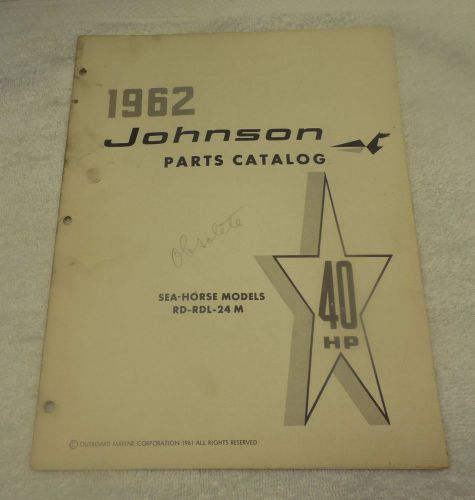 1962
Johnson
PARTS CATALOG
Obsolete
SEA-HORSE MODELS
RD-RDL-24 M
40
HP
© OUTBOARD MARINE CORPORATION 1961 ALL RIGHTS RESERVED